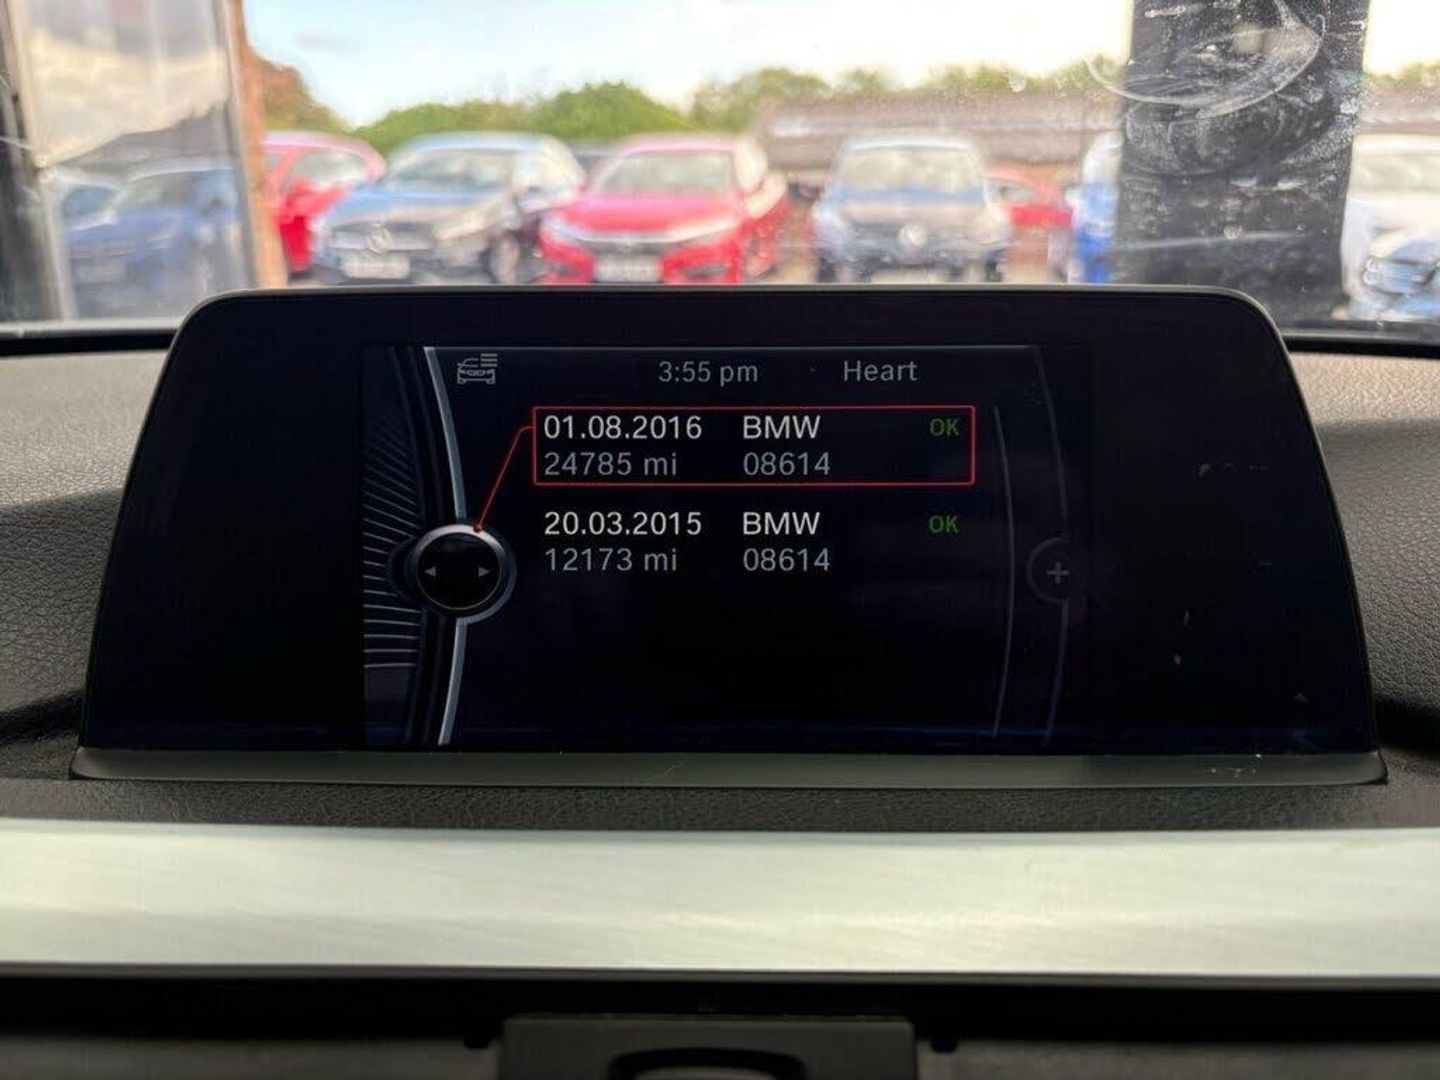 3:55 pm Heart
01.08.2016 BMW OK
24785 mi 08614
20.03.2015 BMW OK
12173 mi 08614